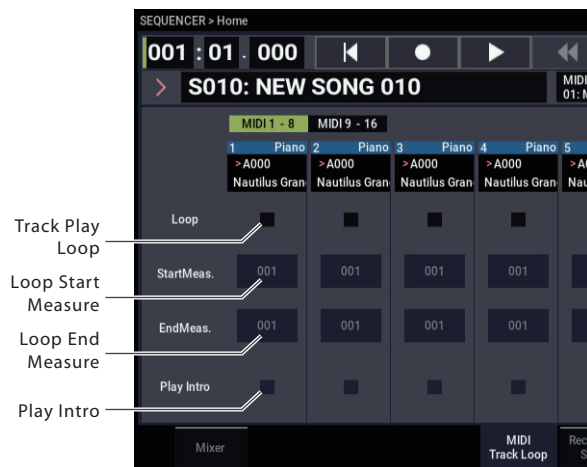 SEQUENCER > Home
001 : 01 . 000
> S010: NEW SONG 010
MIDI
01:
MIDI 1 - 8 MIDI 9 - 16
1 Piano 2 Piano 3 Piano 4 Piano 5
>A000 >A000 >A000 >A000
Nautilus Gran Nautilus Gran Nautilus Gran Nautilus Gran
Loop
Track Play
Loop
StartMeas. 001 001 001 001
Loop Start
Measure
EndMeas. 001 001 001 001
Loop End
Measure
Play Intro
Play Intro
Mixer
MIDI
Track Loop